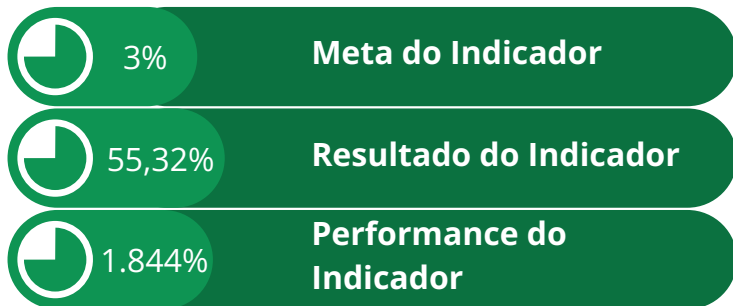 3% Meta do Indicador
55,32% Resultado do Indicador
1.844% Performance do
Indicador